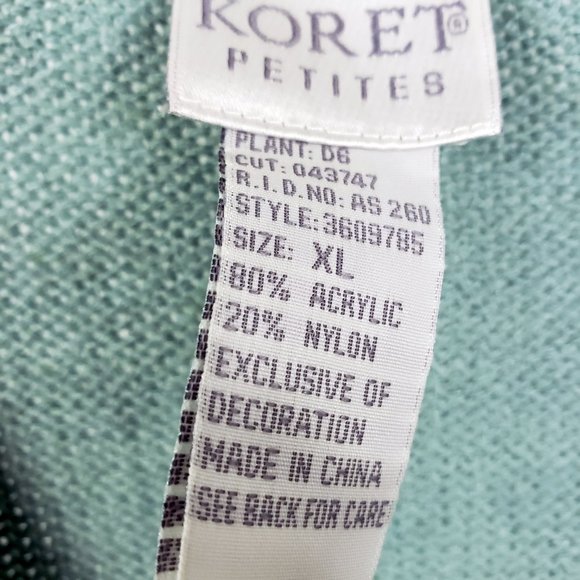 KORET®
PETITES
PLANT: D6
CUT: 043747
R.I.D.NO: AS 260
STYLE:3609785
SIZE: XL
80% ACRYLIC
20% NYLON
EXCLUSIVE OF
DECORATION
MADE IN CHINA
SEE BACK FOR CARE